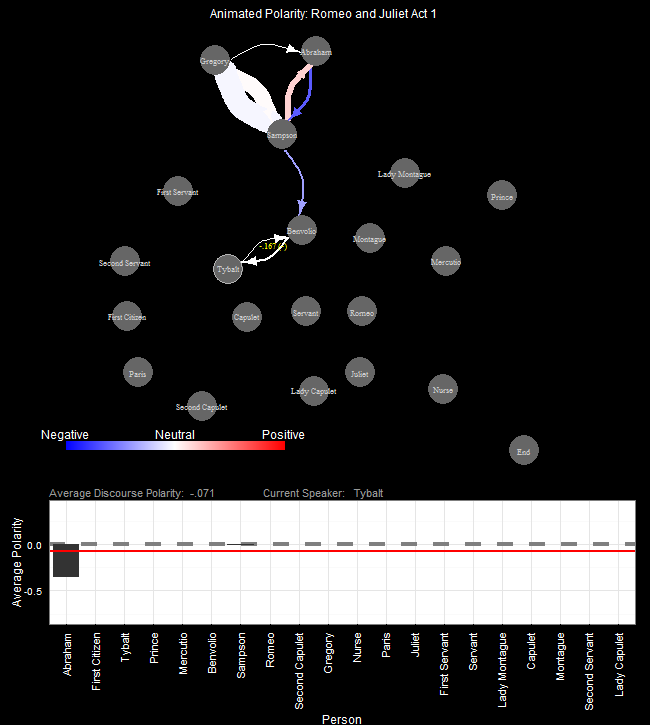 Animated Polarity: Romeo and Juliet Act 1
Gregory
Abraham
Sampson
Lady Montague
First Servant
Prince
Benvolio
Montague
Second Servant
Tybalt
Mercutio
First Citizen
Capulet
Servant
Romeo
Paris
Juliet
Lady Capulet
Nurse
Second Capulet
Negative Neutral Positive
End
Average Discourse Polarity: -.071 Current Speaker: Tybalt
Average Polarity
0.0
-0.5
Abraham
First Citizen
Tybalt
Prince
Mercutio
Benvolio
Sampson
Romeo
Second Capulet
Gregory
Nurse
Paris
Juliet
First Servant
Servant
Lady Montague
Capulet
Montague
Second Servant
Lady Capulet
Person